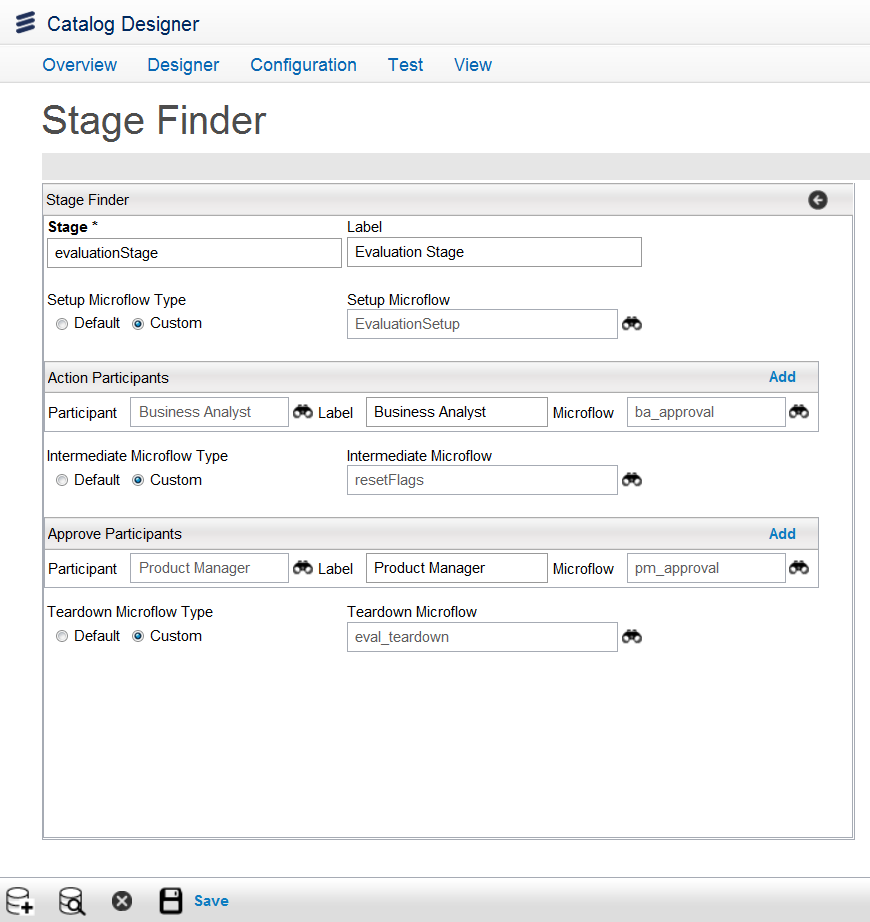 Catalog Designer
Overview Designer Configuration Test View
Stage Finder
Stage Finder
Stage * Label
evaluationStage Evaluation Stage
Setup Microflow Type Setup Microflow
Default Custom EvaluationSetup
Action Participants Add
Participant Business Analyst Label Business Analyst Microflow ba_approval
Intermediate Microflow Type Intermediate Microflow
Default Custom resetFlags
Approve Participants Add
Participant Product Manager Label Product Manager Microflow pm_approval
Teardown Microflow Type Teardown Microflow
Default Custom eval_teardown
Save